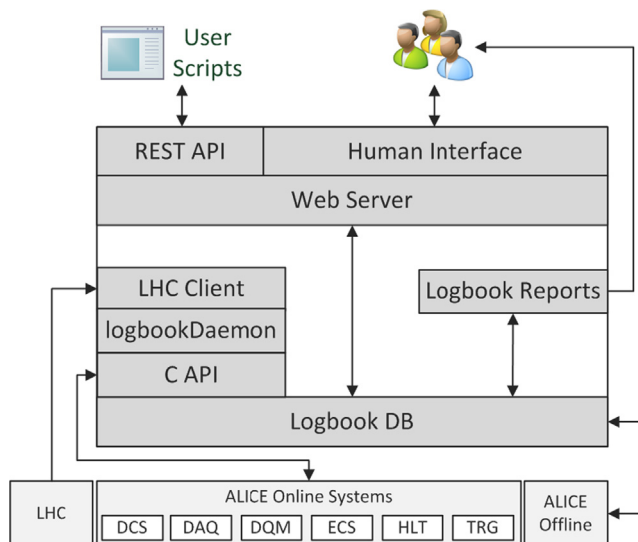 User
Scripts
REST API
Human Interface
Web Server
LHC Client
Logbook Reports
logbookDaemon
C API
Logbook DB
LHC
ALICE Online Systems
DCS DAQ DQM ECS HLT TRG
ALICE
Offline